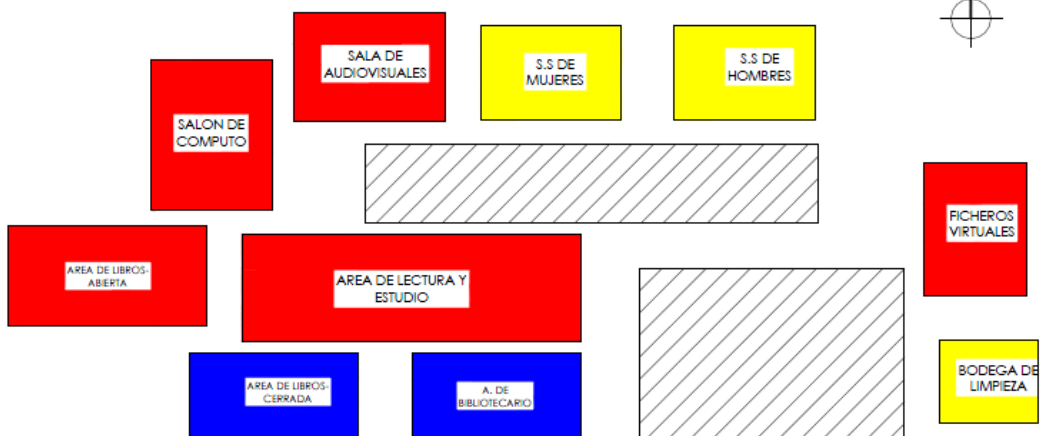 SALA DE
AUDIOVISUALES
S.S DE
MUJERES
S.S DE
HOMBRES
SALON DE
COMPUTO
FICHEROS
VIRTUALES
AREA DE LIBROS-
ABIERTA
AREA DE LECTURA Y
ESTUDIO
BODEGA DE
LIMPIEZA
AREA DE LIBROS-
CERRADA
A. DE
BIBLIOTECARIO